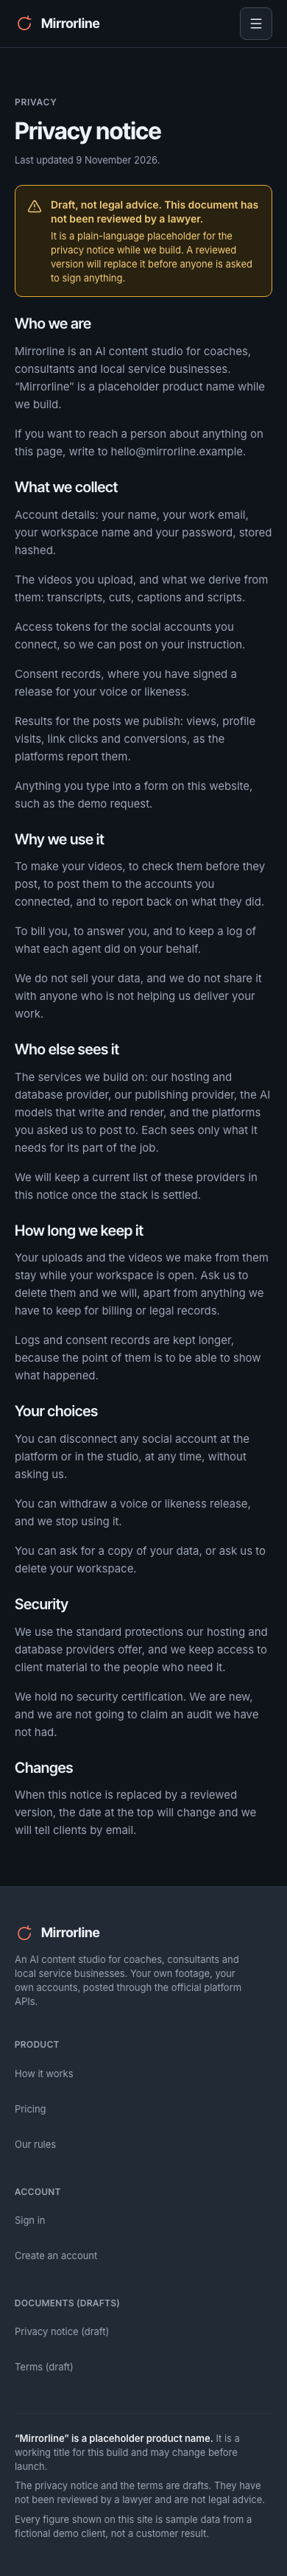 Mirrorline
PRIVACY
Privacy notice
Last updated 9 November 2026.
Draft, not legal advice. This document has
not been reviewed by a lawyer.
It is a plain-language placeholder for the
privacy notice while we build. A reviewed
version will replace it before anyone is asked
to sign anything.
Who we are
Mirrorline is an AI content studio for coaches,
consultants and local service businesses.
“Mirrorline” is a placeholder product name while
we build.
If you want to reach a person about anything on
this page, write to hello@mirrorline.example.
What we collect
Account details: your name, your work email,
your workspace name and your password, stored
hashed.
The videos you upload, and what we derive from
them: transcripts, cuts, captions and scripts.
Access tokens for the social accounts you
connect, so we can post on your instruction.
Consent records, where you have signed a
release for your voice or likeness.
Results for the posts we publish: views, profile
visits, link clicks and conversions, as the
platforms report them.
Anything you type into a form on this website,
such as the demo request.
Why we use it
To make your videos, to check them before they
post, to post them to the accounts you
connected, and to report back on what they did.
To bill you, to answer you, and to keep a log of
what each agent did on your behalf.
We do not sell your data, and we do not share it
with anyone who is not helping us deliver your
work.
Who else sees it
The services we build on: our hosting and
database provider, our publishing provider, the AI
models that write and render, and the platforms
you asked us to post to. Each sees only what it
needs for its part of the job.
We will keep a current list of these providers in
this notice once the stack is settled.
How long we keep it
Your uploads and the videos we make from them
stay while your workspace is open. Ask us to
delete them and we will, apart from anything we
have to keep for billing or legal records.
Logs and consent records are kept longer,
because the point of them is to be able to show
what happened.
Your choices
You can disconnect any social account at the
platform or in the studio, at any time, without
asking us.
You can withdraw a voice or likeness release,
and we stop using it.
You can ask for a copy of your data, or ask us to
delete your workspace.
Security
We use the standard protections our hosting and
database providers offer, and we keep access to
client material to the people who need it.
We hold no security certification. We are new,
and we are not going to claim an audit we have
not had.
Changes
When this notice is replaced by a reviewed
version, the date at the top will change and we
will tell clients by email.
Mirrorline
An AI content studio for coaches, consultants and
local service businesses. Your own footage, your
own accounts, posted through the official platform
APIs.
PRODUCT
How it works
Pricing
Our rules
ACCOUNT
Sign in
Create an account
DOCUMENTS (DRAFTS)
Privacy notice (draft)
Terms (draft)
“Mirrorline” is a placeholder product name. It is a
working title for this build and may change before
launch.
The privacy notice and the terms are drafts. They have
not been reviewed by a lawyer and are not legal advice.
Every figure shown on this site is sample data from a
fictional demo client, not a customer result.